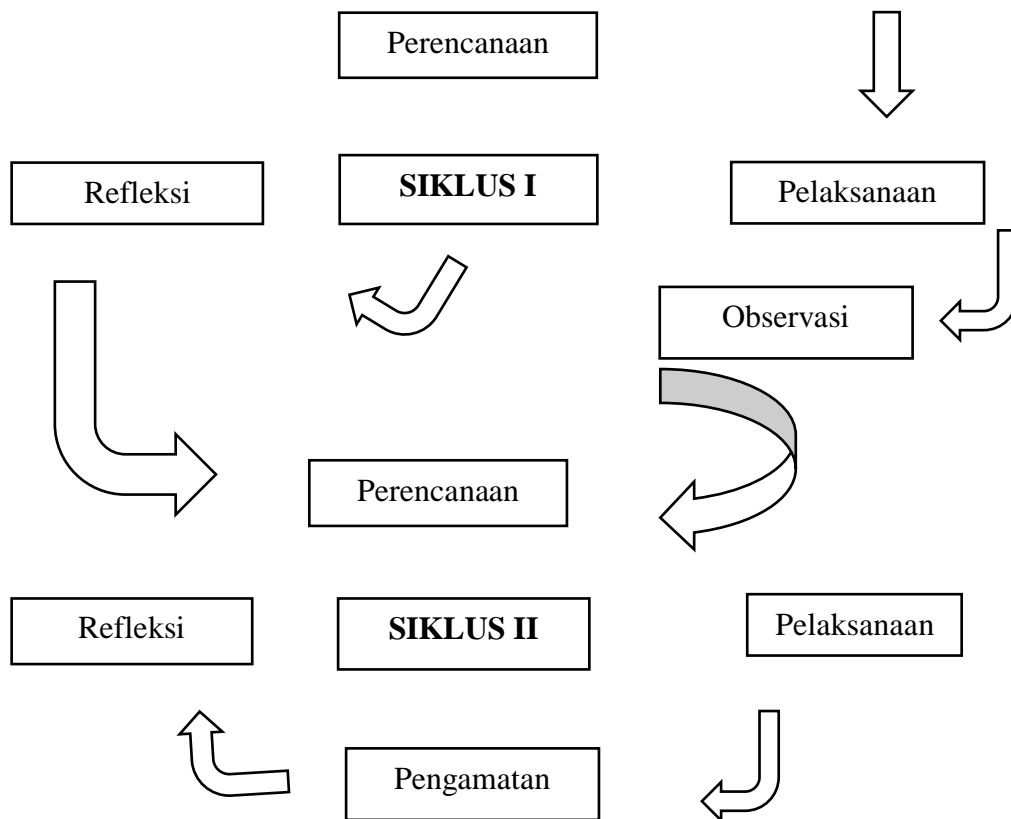 Perencanaan
Refleksi
SIKLUS I
Pelaksanaan
Observasi
Perencanaan
Refleksi
SIKLUS II
Pelaksanaan
Pengamatan